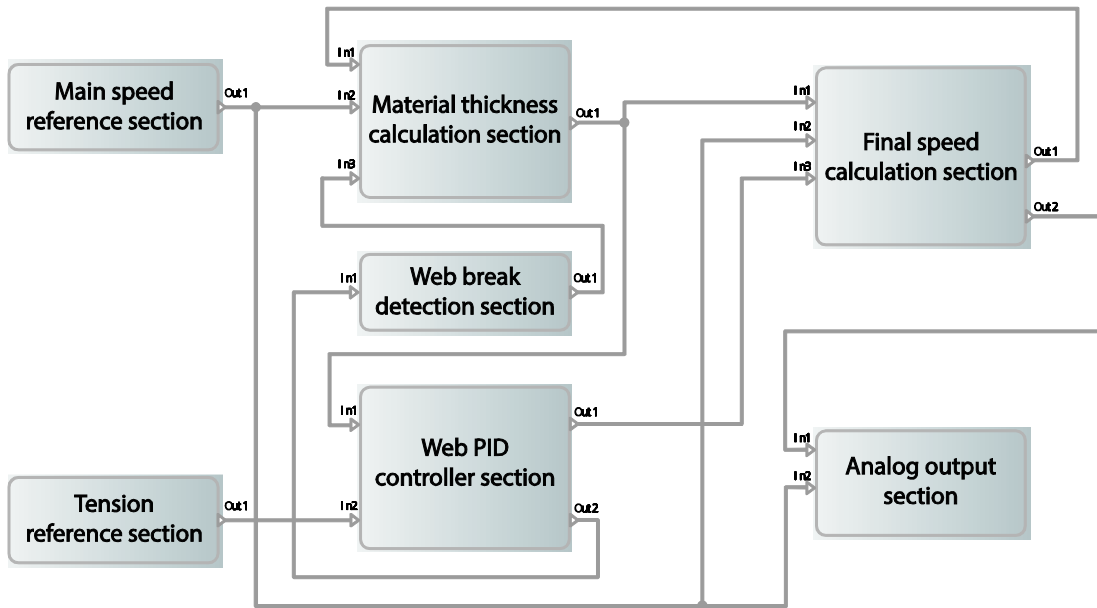 Main speed
reference section
Out1
In1
In2
In3
Material thickness
calculation section
Out1
In1
In2
In3
Final speed
calculation section
Out1
Out2
In1
Web break
detection section
Out1
In1
In2
Web PID
controller section
Out1
Out2
Tension
reference section
Out1
In1
In2
Analog output
section